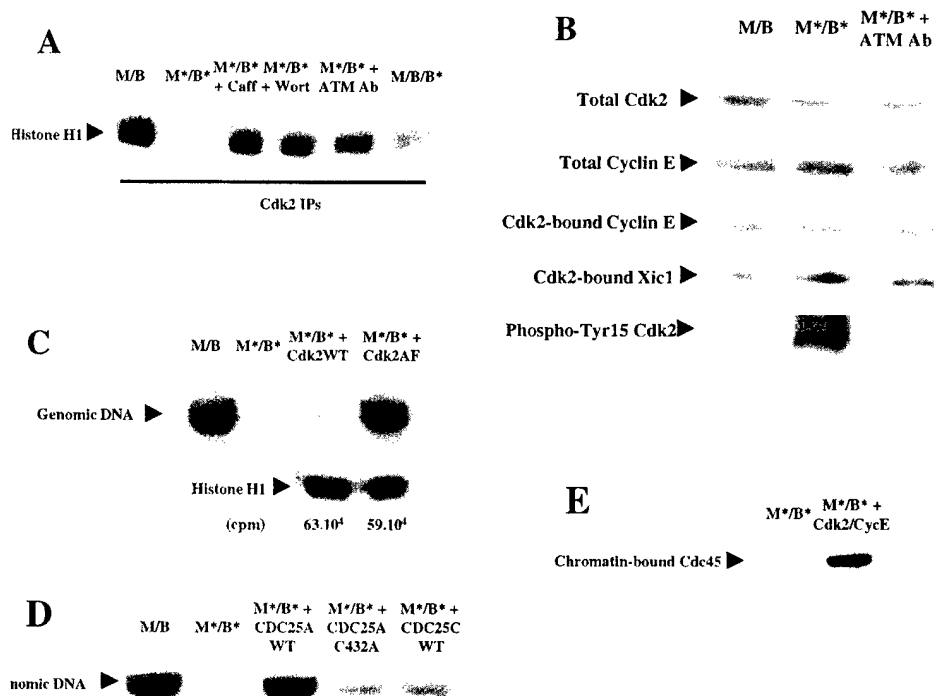 A
M/B M*/B* M*/B* + Caff M*/B* + Wort M*/B* + ATM Ab M/B/B*
Histone H1
Cdk2 IPs
B
M/B M*/B* M*/B* + ATM Ab
Total Cdk2
Total Cyclin E
Cdk2-bound Cyclin E
Cdk2-bound Xic1
Phospho-Tyr15 Cdk2
C
M/B M*/B* M*/B* + Cdk2WT M*/B* + Cdk2AF
Genomic DNA
Histone H1
(cpm) 63.10⁴ 59.10⁴
D
M/B M*/B* M*/B* + CDC25A WT M*/B* + CDC25A C432A M*/B* + CDC25C WT
nomic DNA
E
M*/B* M*/B* + Cdk2/CycE
Chromatin-bound Cdc45